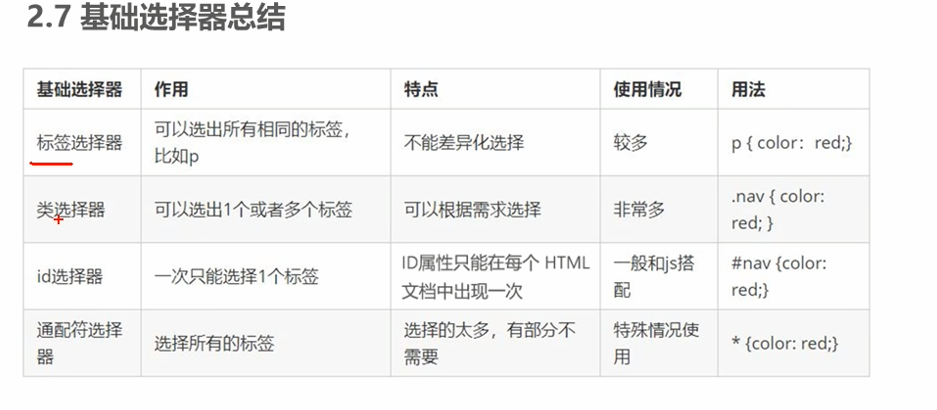 2.7 基础选择器总结
基础选择器 作用 特点 使用情况 用法
标签选择器 可以选出所有相同的标签，比如p 不能差异化选择 较多 p { color：red;}
类选择器 可以选出1个或者多个标签 可以根据需求选择 非常多 .nav { color: red; }
id选择器 一次只能选择1个标签 ID属性只能在每个 HTML 文档中出现一次 一般和js搭配 #nav {color: red;}
通配符选择器 选择所有的标签 选择的太多，有部分不需要 特殊情况使用 * {color: red;}